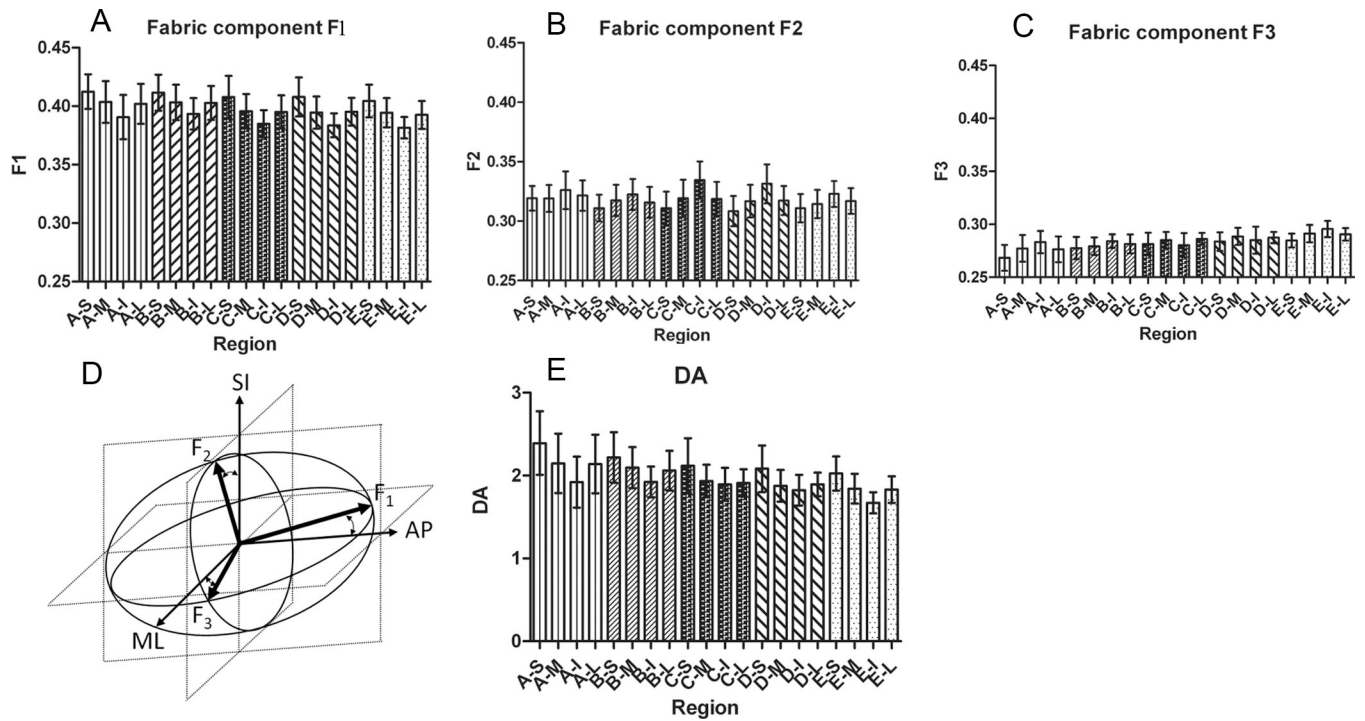 A
Fabric component F1
0.45
0.40
0.35
0.30
0.25
F1
A-S A-M A-I A-L B-S B-M B-I B-L C-S C-M C-I C-L D-S D-M D-I D-L E-S E-M E-I E-L
Region
B
Fabric component F2
0.45
0.40
0.35
0.30
0.25
F2
A-S A-M A-I A-L B-S B-M B-I B-L C-S C-M C-I C-L D-S D-M D-I D-L E-S E-M E-I E-L
Region
C
Fabric component F3
0.45
0.40
0.35
0.30
0.25
F3
A-S A-M A-I A-L B-S B-M B-I B-L C-S C-M C-I C-L D-S D-M D-I D-L E-S E-M E-I E-L
Region
D
SI
F2
F1
AP
F3
ML
E
DA
3
2
1
0
DA
A-S A-M A-I A-L B-S B-M B-I B-L C-S C-M C-I C-L D-S D-M D-I D-L E-S E-M E-I E-L
Region